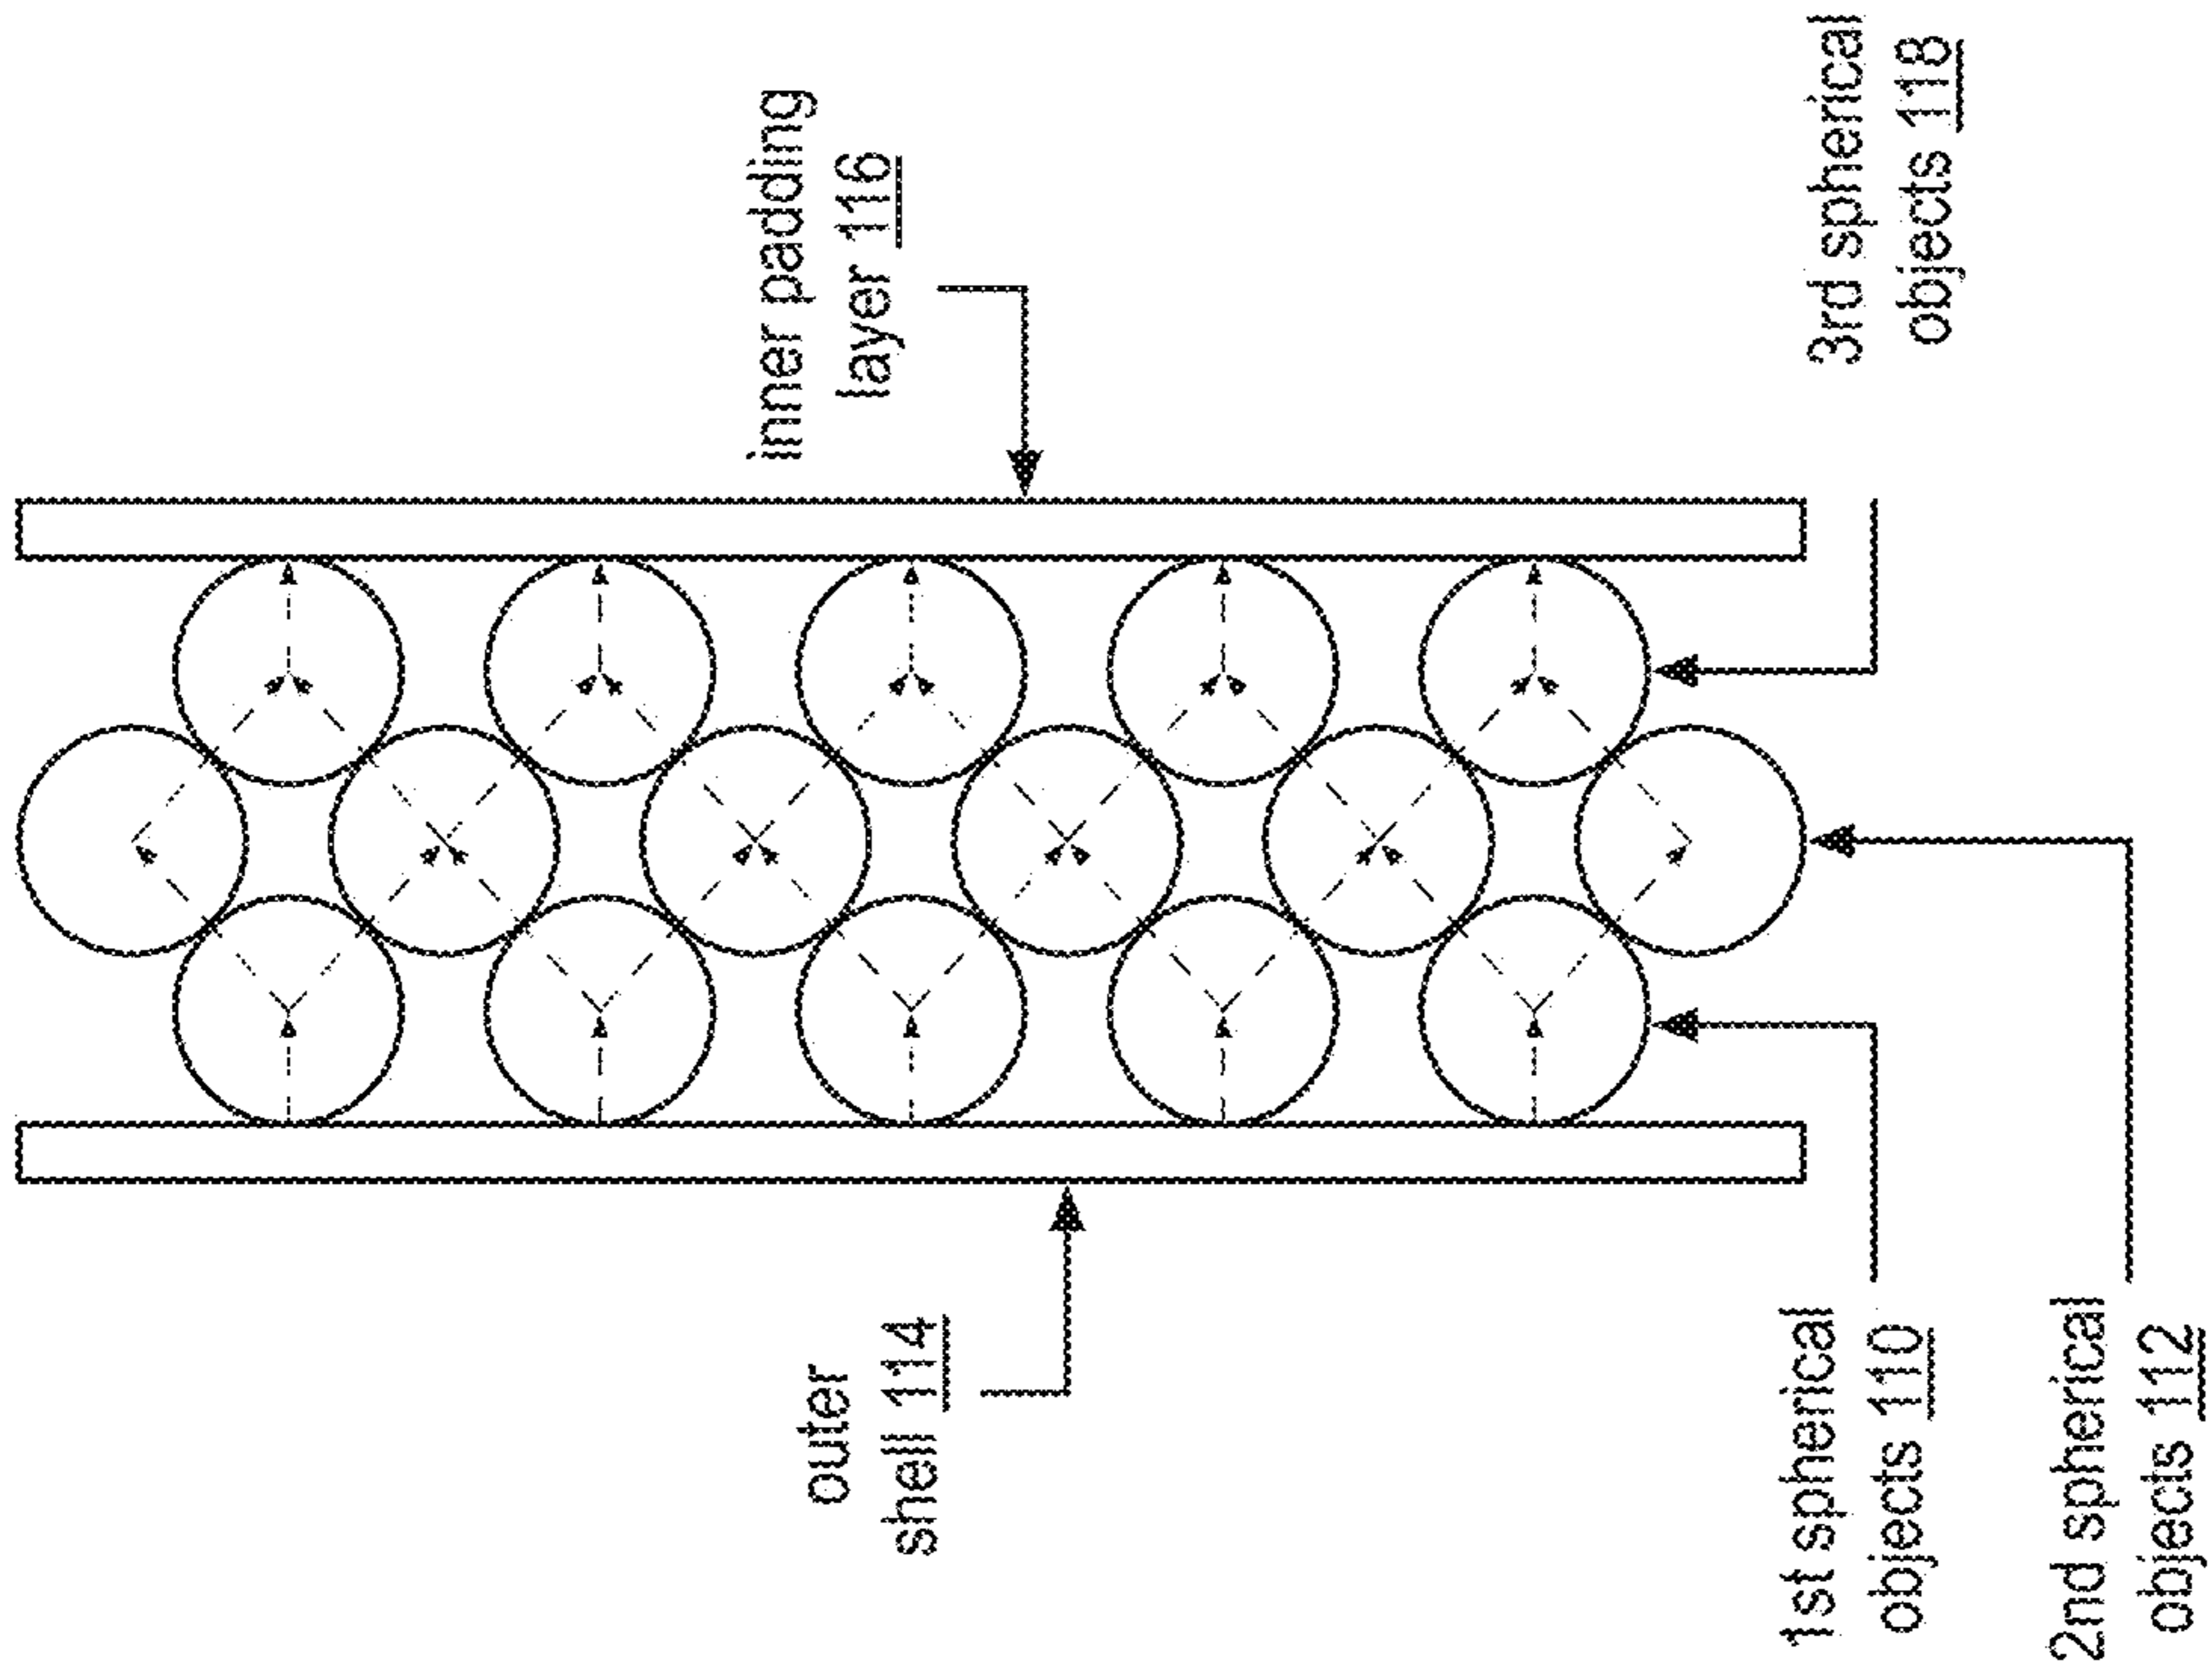 outer
shell 114
inner padding
layer 116
1st spherical
objects 110
2nd spherical
objects 112
3rd spherical
objects 118